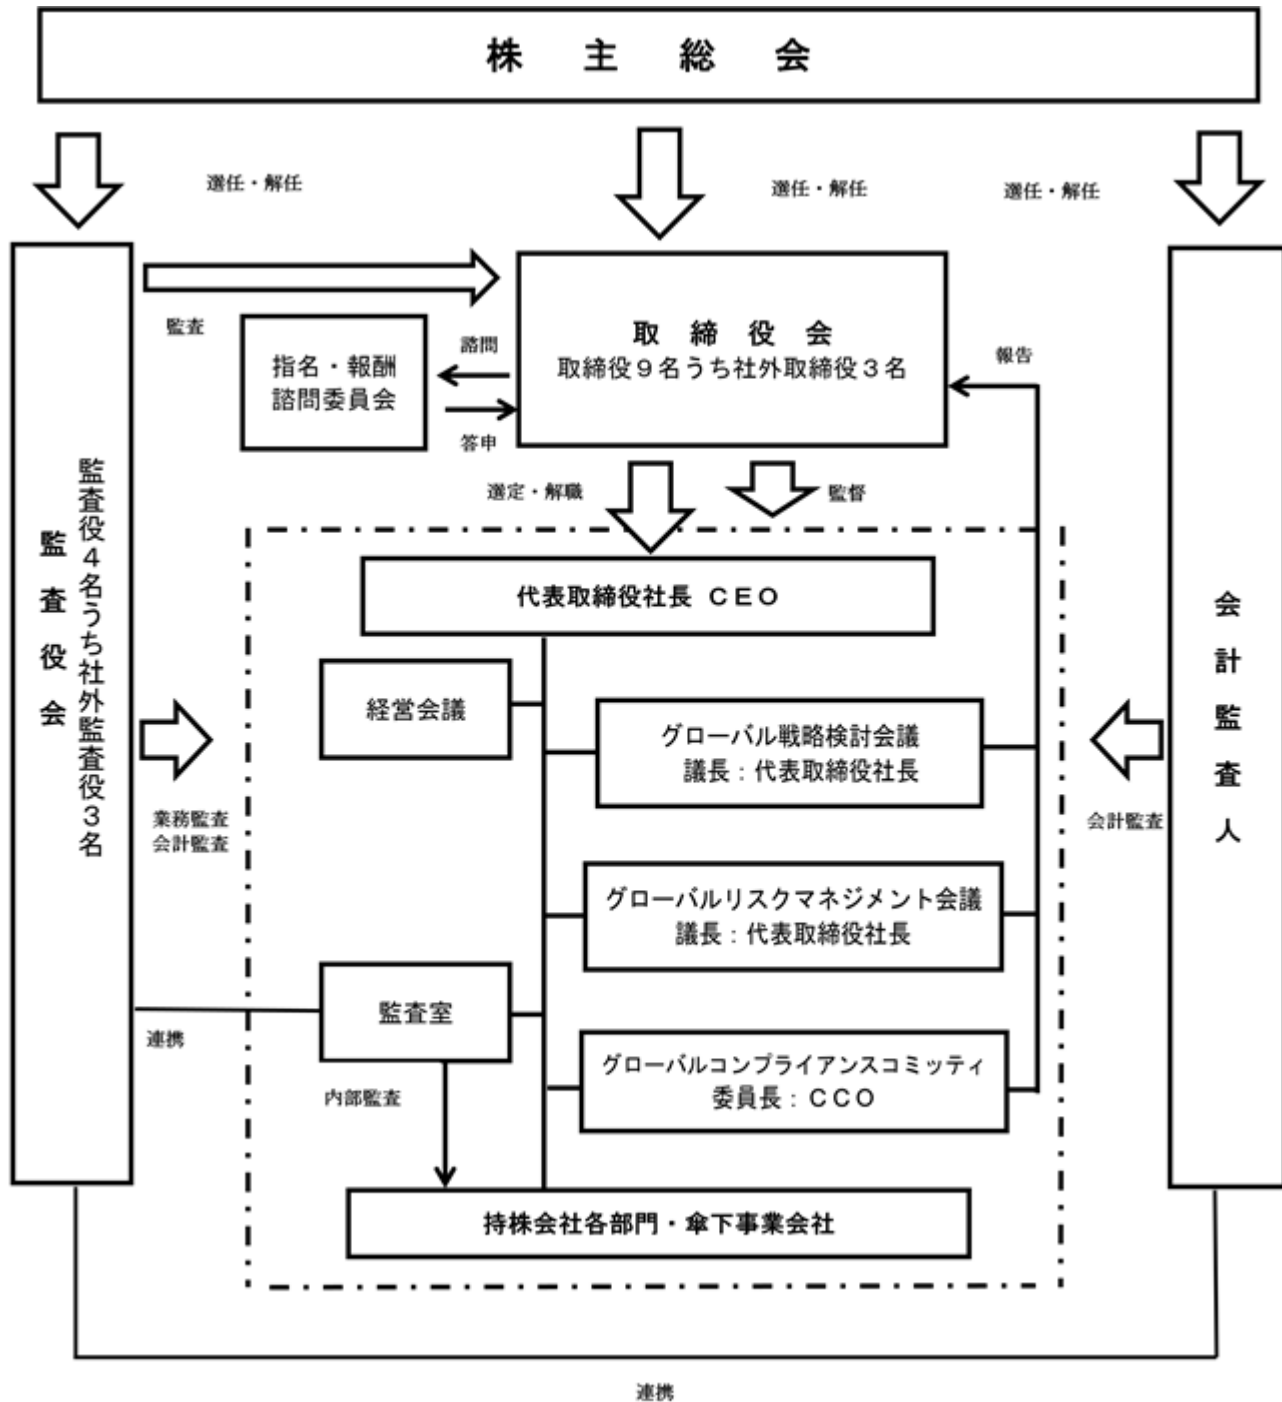 株主総会
選任・解任
選任・解任
選任・解任
監査
取締役会
取締役９名うち社外取締役３名
指名・報酬
諮問委員会
諮問
答申
報告
選定・解職
監督
監査役会
監査役４名うち社外監査役３名
会計監査人
代表取締役社長 ＣＥＯ
経営会議
グローバル戦略検討会議
議長：代表取締役社長
業務監査
会計監査
会計監査
グローバルリスクマネジメント会議
議長：代表取締役社長
監査室
連携
内部監査
グローバルコンプライアンスコミッティ
委員長：ＣＣＯ
持株会社各部門・傘下事業会社
連携